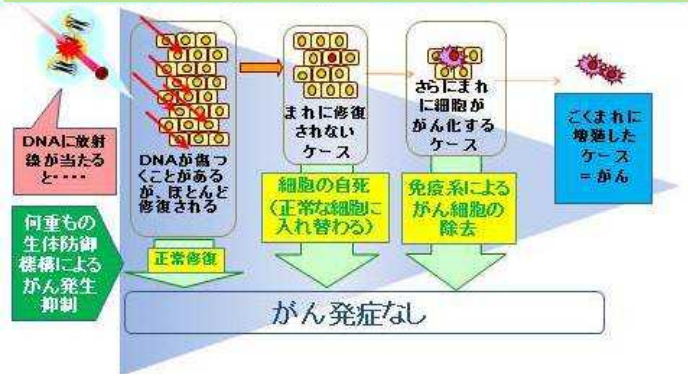 DNAに放射
線が当たる
と・・・・
DNAが傷つ
くことがある
が、ほとんど
修復される
まれに修復
されない
ケース
さらにまれ
に細胞が
がん化する
ケース
ごくまれに
増殖した
ケース
＝がん
何重もの
生体防御
機構による
がん発生
抑制
正常修復
細胞の自死
（正常な細胞に
入れ替わる）
免疫系による
がん細胞の
除去
がん発症なし